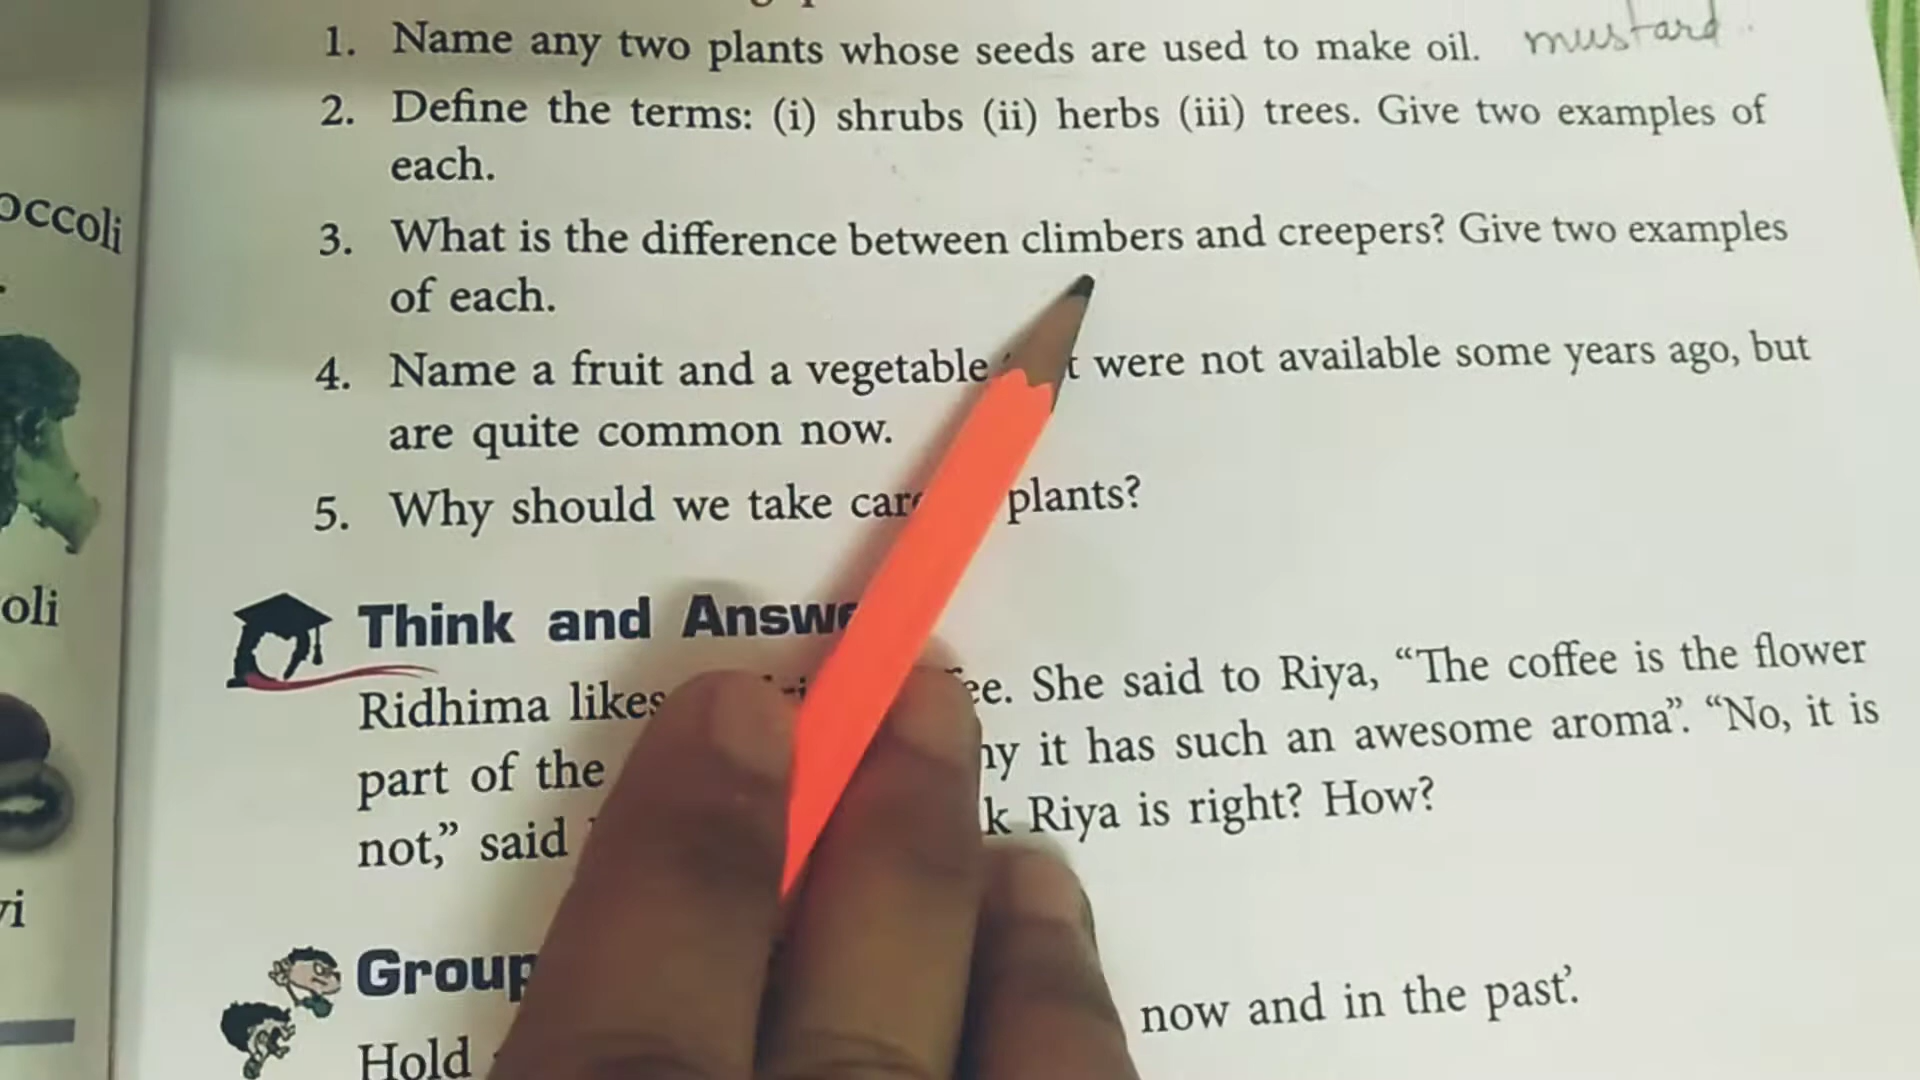 1. Name any two plants whose seeds are used to make oil. mustard
2. Define the terms: (i) shrubs (ii) herbs (iii) trees. Give two examples of
each.
3. What is the difference between climbers and creepers? Give two examples
of each.
4. Name a fruit and a vegetable were not available some years ago, but
are quite common now.
5. Why should we take plants?
Think and
Ridhima likes She said to Riya, “The coffee is the flower
part of the it has such an awesome aroma”. “No, it is
not,” said Riya is right? How?
Group
now and in the past’.
Hold
occoli
oli
vi